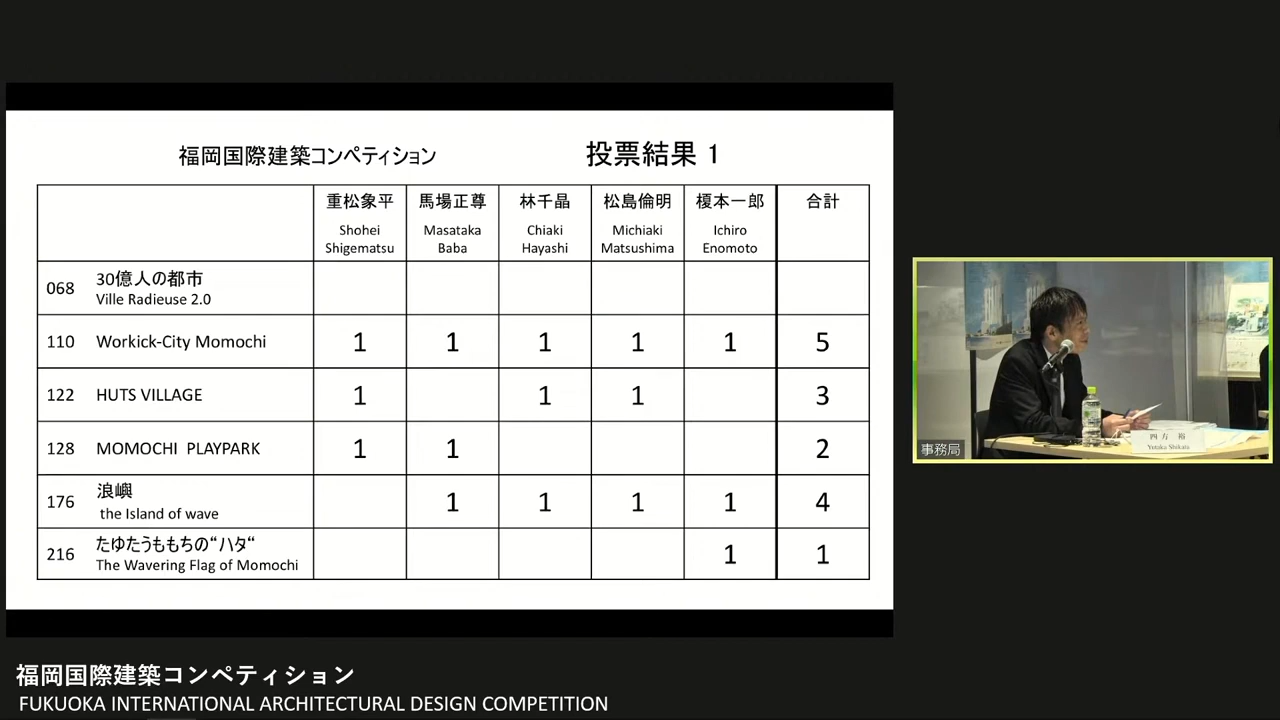 福岡国際建築コンペティション 投票結果 1
重松象平 馬場正尊 林千晶 松島倫明 榎本一郎 合計
Shohei Masataka Chiaki Michiaki Ichiro
Shigematsu Baba Hayashi Matsushima Enomoto
068 30億人の都市
Ville Radieuse 2.0
110 Workick-City Momochi 1 1 1 1 1 5
122 HUTS VILLAGE 1 1 1 3
128 MOMOCHI PLAYPARK 1 1 2
176 浪嶼 1 1 1 1 4
the Island of wave
216 たゆたうももちの“ハタ“ 1 1
The Wavering Flag of Momochi
四方 裕
Yutaka Shikata
事務局
福岡国際建築コンペティション
FUKUOKA INTERNATIONAL ARCHITECTURAL DESIGN COMPETITION